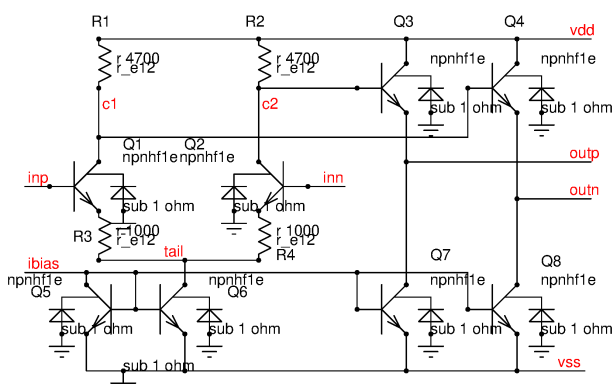 R1 R2 Q3 Q4
vdd
r 4700 r 4700 npnhf1e npnhf1e
r_e12 r_e12
c1 c2 sub 1 ohm sub 1 ohm
Q1 Q2
npnhf1e npnhf1e outp
inp inn
sub 1 ohm sub 1 ohm outn
r 1000 r 1000
R3 r_e12 r_e12
tail R4 Q7 Q8
ibias
npnhf1e npnhf1e npnhf1e npnhf1e
Q5 Q6
sub 1 ohm sub 1 ohm sub 1 ohm sub 1 ohm
sub 1 ohm vss